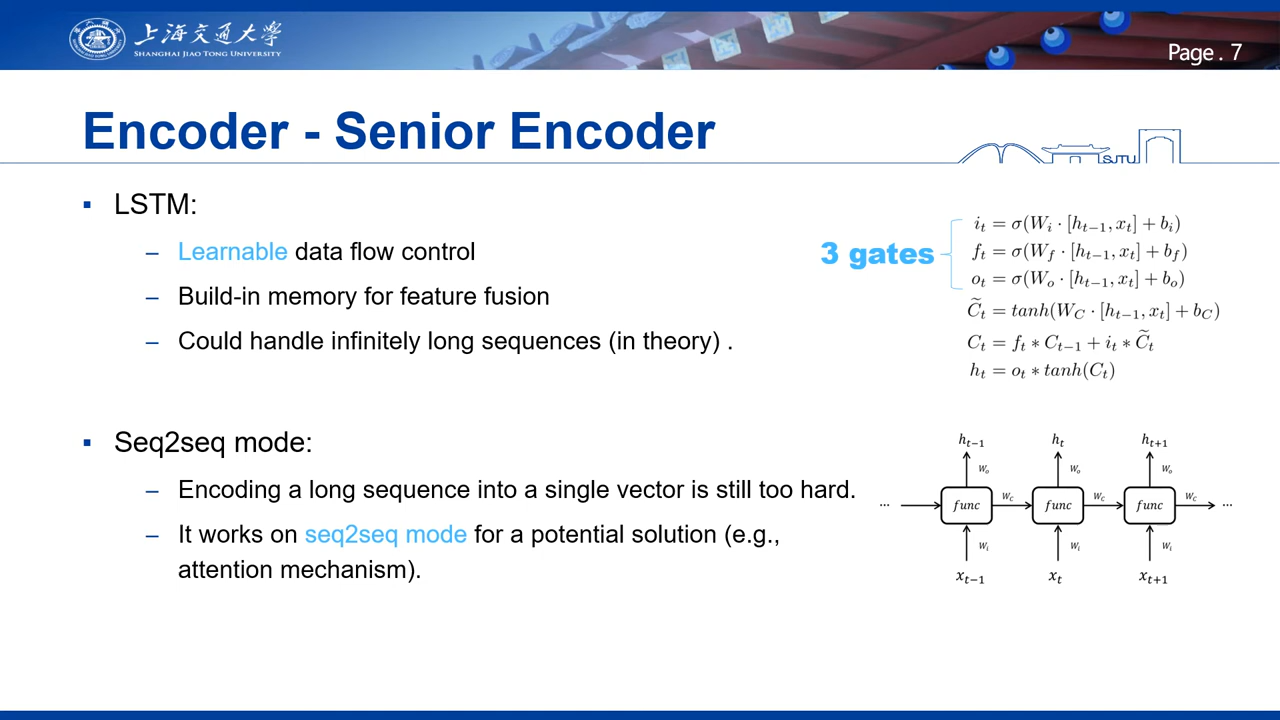 上海交通大学
SHANGHAI JIAO TONG UNIVERSITY
Page . 7
Encoder - Senior Encoder
SJTU
▪ LSTM:
– Learnable data flow control
– Build-in memory for feature fusion
– Could handle infinitely long sequences (in theory) .
3 gates
i_t = σ(W_i · [h_{t−1}, x_t] + b_i)
f_t = σ(W_f · [h_{t−1}, x_t] + b_f)
o_t = σ(W_o · [h_{t−1}, x_t] + b_o)
C̃_t = tanh(W_C · [h_{t−1}, x_t] + b_C)
C_t = f_t ∗ C_{t−1} + i_t ∗ C̃_t
h_t = o_t ∗ tanh(C_t)
▪ Seq2seq mode:
– Encoding a long sequence into a single vector is still too hard.
– It works on seq2seq mode for a potential solution (e.g.,
attention mechanism).
h_{t−1} h_t h_{t+1}
W_o W_o W_o
... func W_c func W_c func W_c ...
W_i W_i W_i
x_{t−1} x_t x_{t+1}